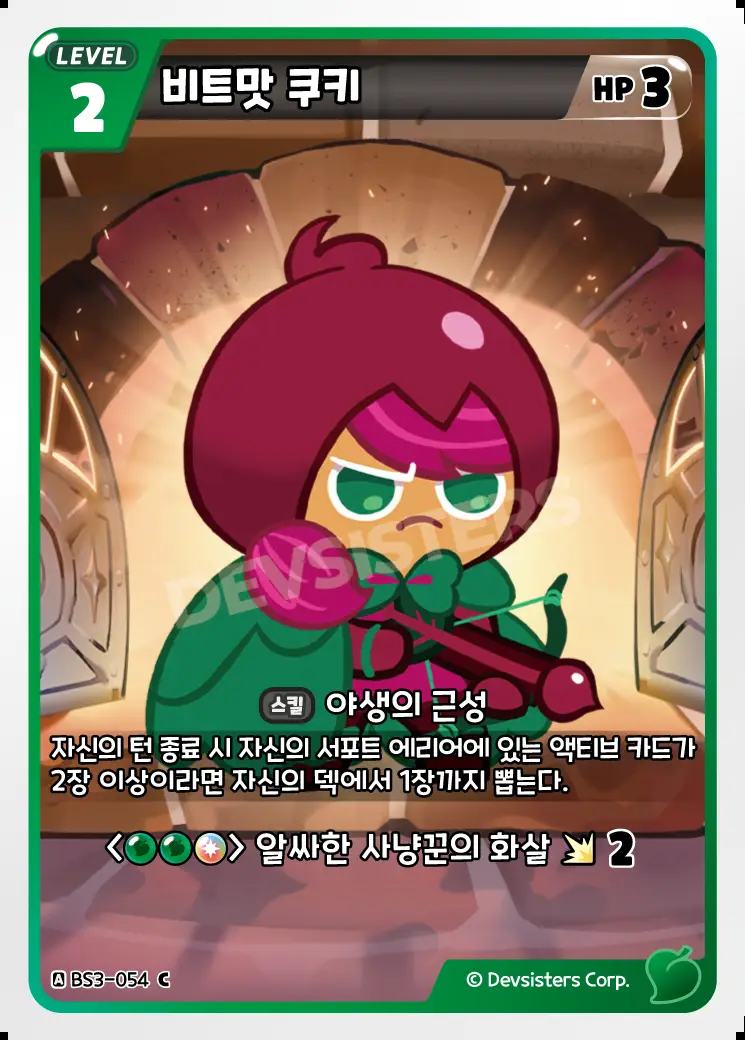 LEVEL
2
비트맛 쿠키
HP 3
DEVSISTERS
스킬 야생의 근성
자신의 턴 종료 시 자신의 서포트 에리어에 있는 액티브 카드가
2장 이상이라면 자신의 덱에서 1장까지 뽑는다.
< > 알싸한 사냥꾼의 화살 2
A BS3-054 C
© Devsisters Corp.